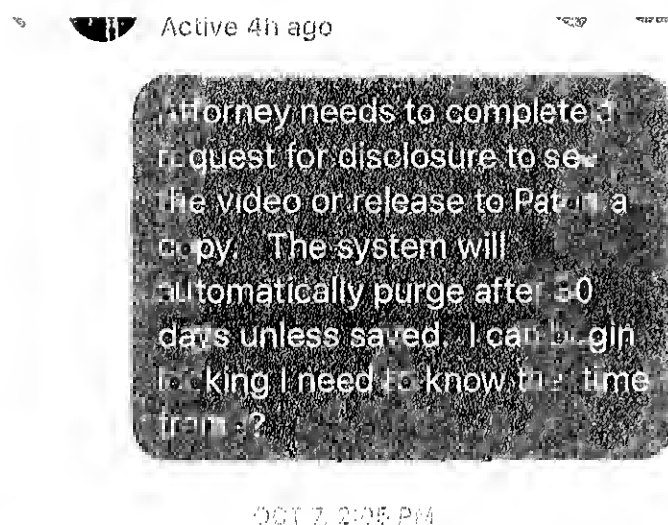 Active 4h ago
Attorney needs to complete a
request for disclosure to see
the video or release to Patton a
copy. The system will
automatically purge after
days unless saved. I can begin
looking I need to know the time
frame?
OCT 7, 2:05 PM